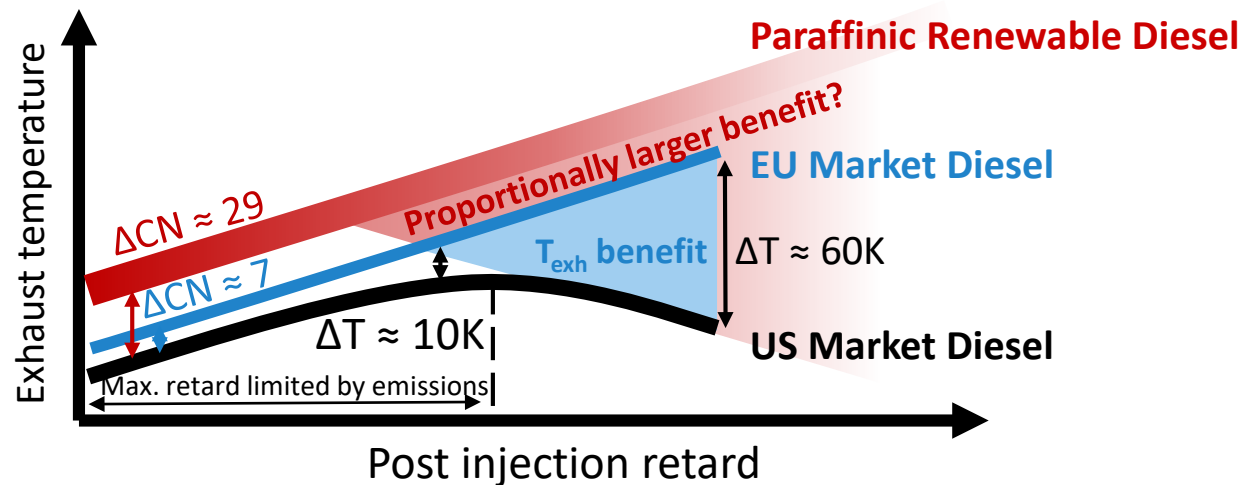 Paraffinic Renewable Diesel
Exhaust temperature
Proportionally larger benefit?
EU Market Diesel
ΔCN ≈ 29
ΔCN ≈ 7
Texh benefit
ΔT ≈ 60K
ΔT ≈ 10K
US Market Diesel
Max. retard limited by emissions
Post injection retard